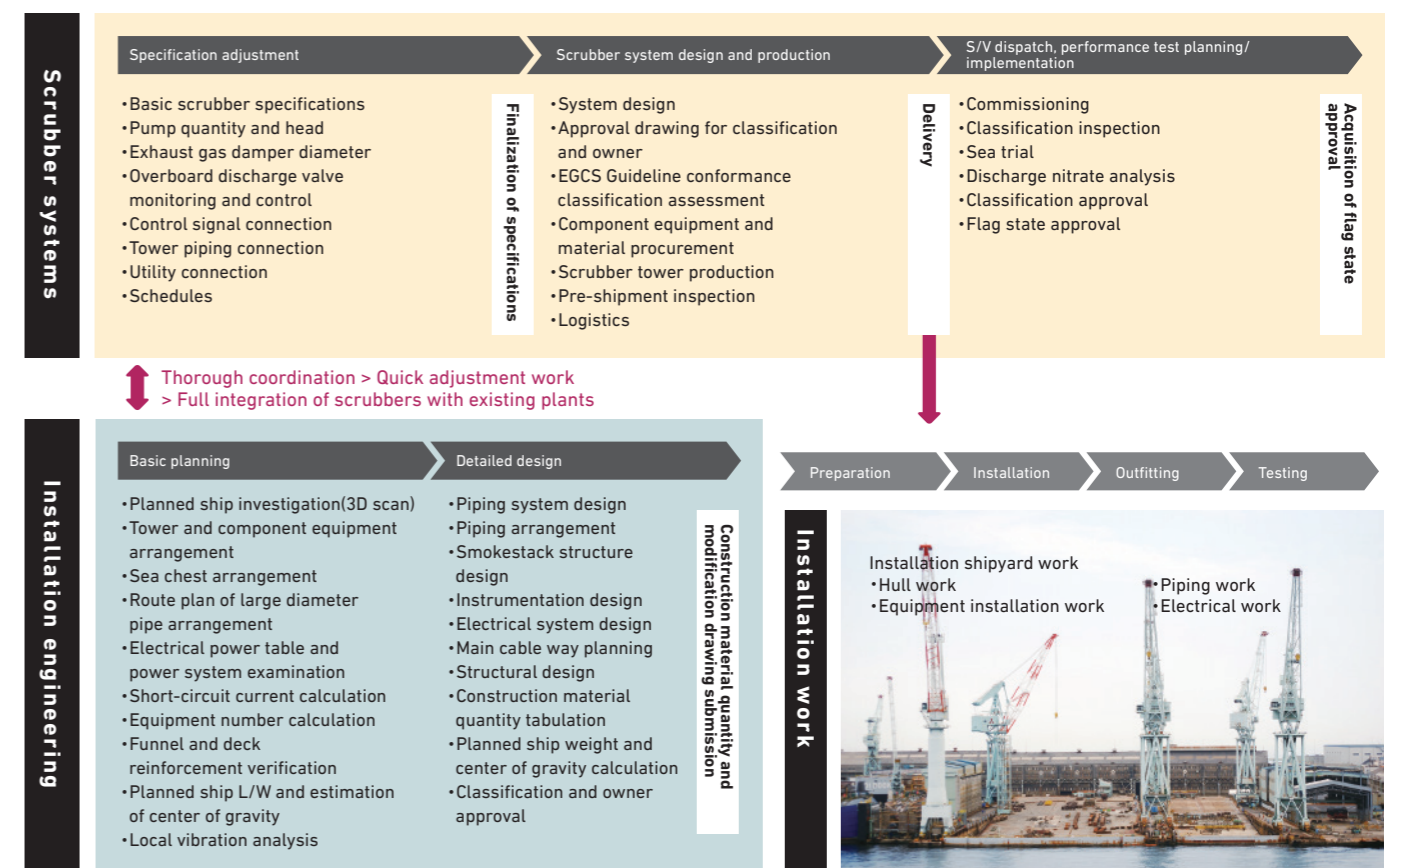 Scrubber systems
Specification adjustment
・Basic scrubber specifications
・Pump quantity and head
・Exhaust gas damper diameter
・Overboard discharge valve
monitoring and control
・Control signal connection
・Tower piping connection
・Utility connection
・Schedules
Finalization of specifications
Scrubber system design and production
・System design
・Approval drawing for classification
and owner
・EGCS Guideline conformance
classification assessment
・Component equipment and
material procurement
・Scrubber tower production
・Pre-shipment inspection
・Logistics
Delivery
S/V dispatch, performance test planning/
implementation
・Commissioning
・Classification inspection
・Sea trial
・Discharge nitrate analysis
・Classification approval
・Flag state approval
Acquisition of flag state
approval
Thorough coordination > Quick adjustment work
> Full integration of scrubbers with existing plants
Installation engineering
Basic planning
・Planned ship investigation(3D scan)
・Tower and component equipment
arrangement
・Sea chest arrangement
・Route plan of large diameter
pipe arrangement
・Electrical power table and
power system examination
・Short-circuit current calculation
・Equipment number calculation
・Funnel and deck
reinforcement verification
・Planned ship L/W and estimation
of center of gravity
・Local vibration analysis
Detailed design
・Piping system design
・Piping arrangement
・Smokestack structure
design
・Instrumentation design
・Electrical system design
・Main cable way planning
・Structural design
・Construction material
quantity tabulation
・Planned ship weight and
center of gravity calculation
・Classification and owner
approval
Construction material quantity and
modification drawing submission
Preparation
Installation
Outfitting
Testing
Installation work
Installation shipyard work
・Hull work
・Equipment installation work
・Piping work
・Electrical work